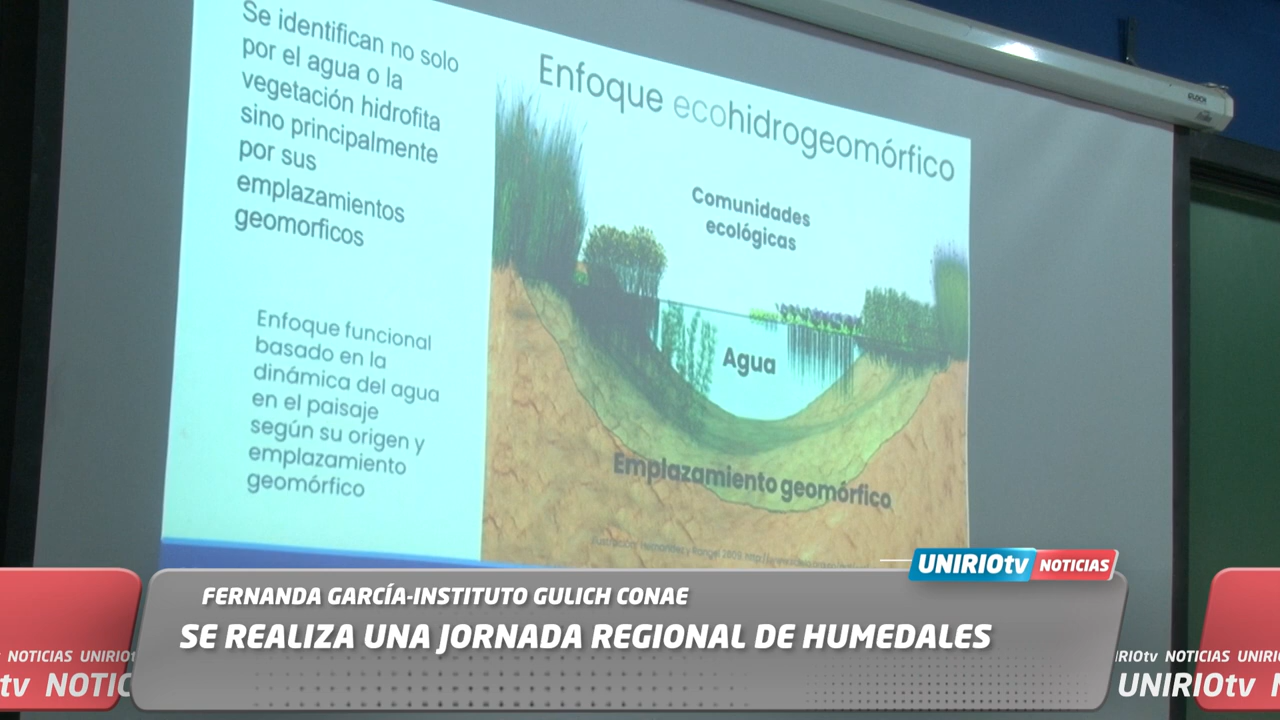 Se identifican no solo
por el agua o la
vegetación hidrofita
sino principalmente
por sus
emplazamientos
geomorficos
Enfoque funcional
basado en la
dinámica del agua
en el paisaje
según su origen y
emplazamiento
geomórfico
Enfoque ecohidrogeomórfico
Comunidades
ecológicas
Agua
Emplazamiento geomórfico
UNIRIOtv NOTICIAS
FERNANDA GARCÍA-INSTITUTO GULICH CONAE
SE REALIZA UNA JORNADA REGIONAL DE HUMEDALES
NOTICIAS UNIRIOt
tv NOTIC
IRIOtv NOTICIAS UNIRI
UNIRIOtv N